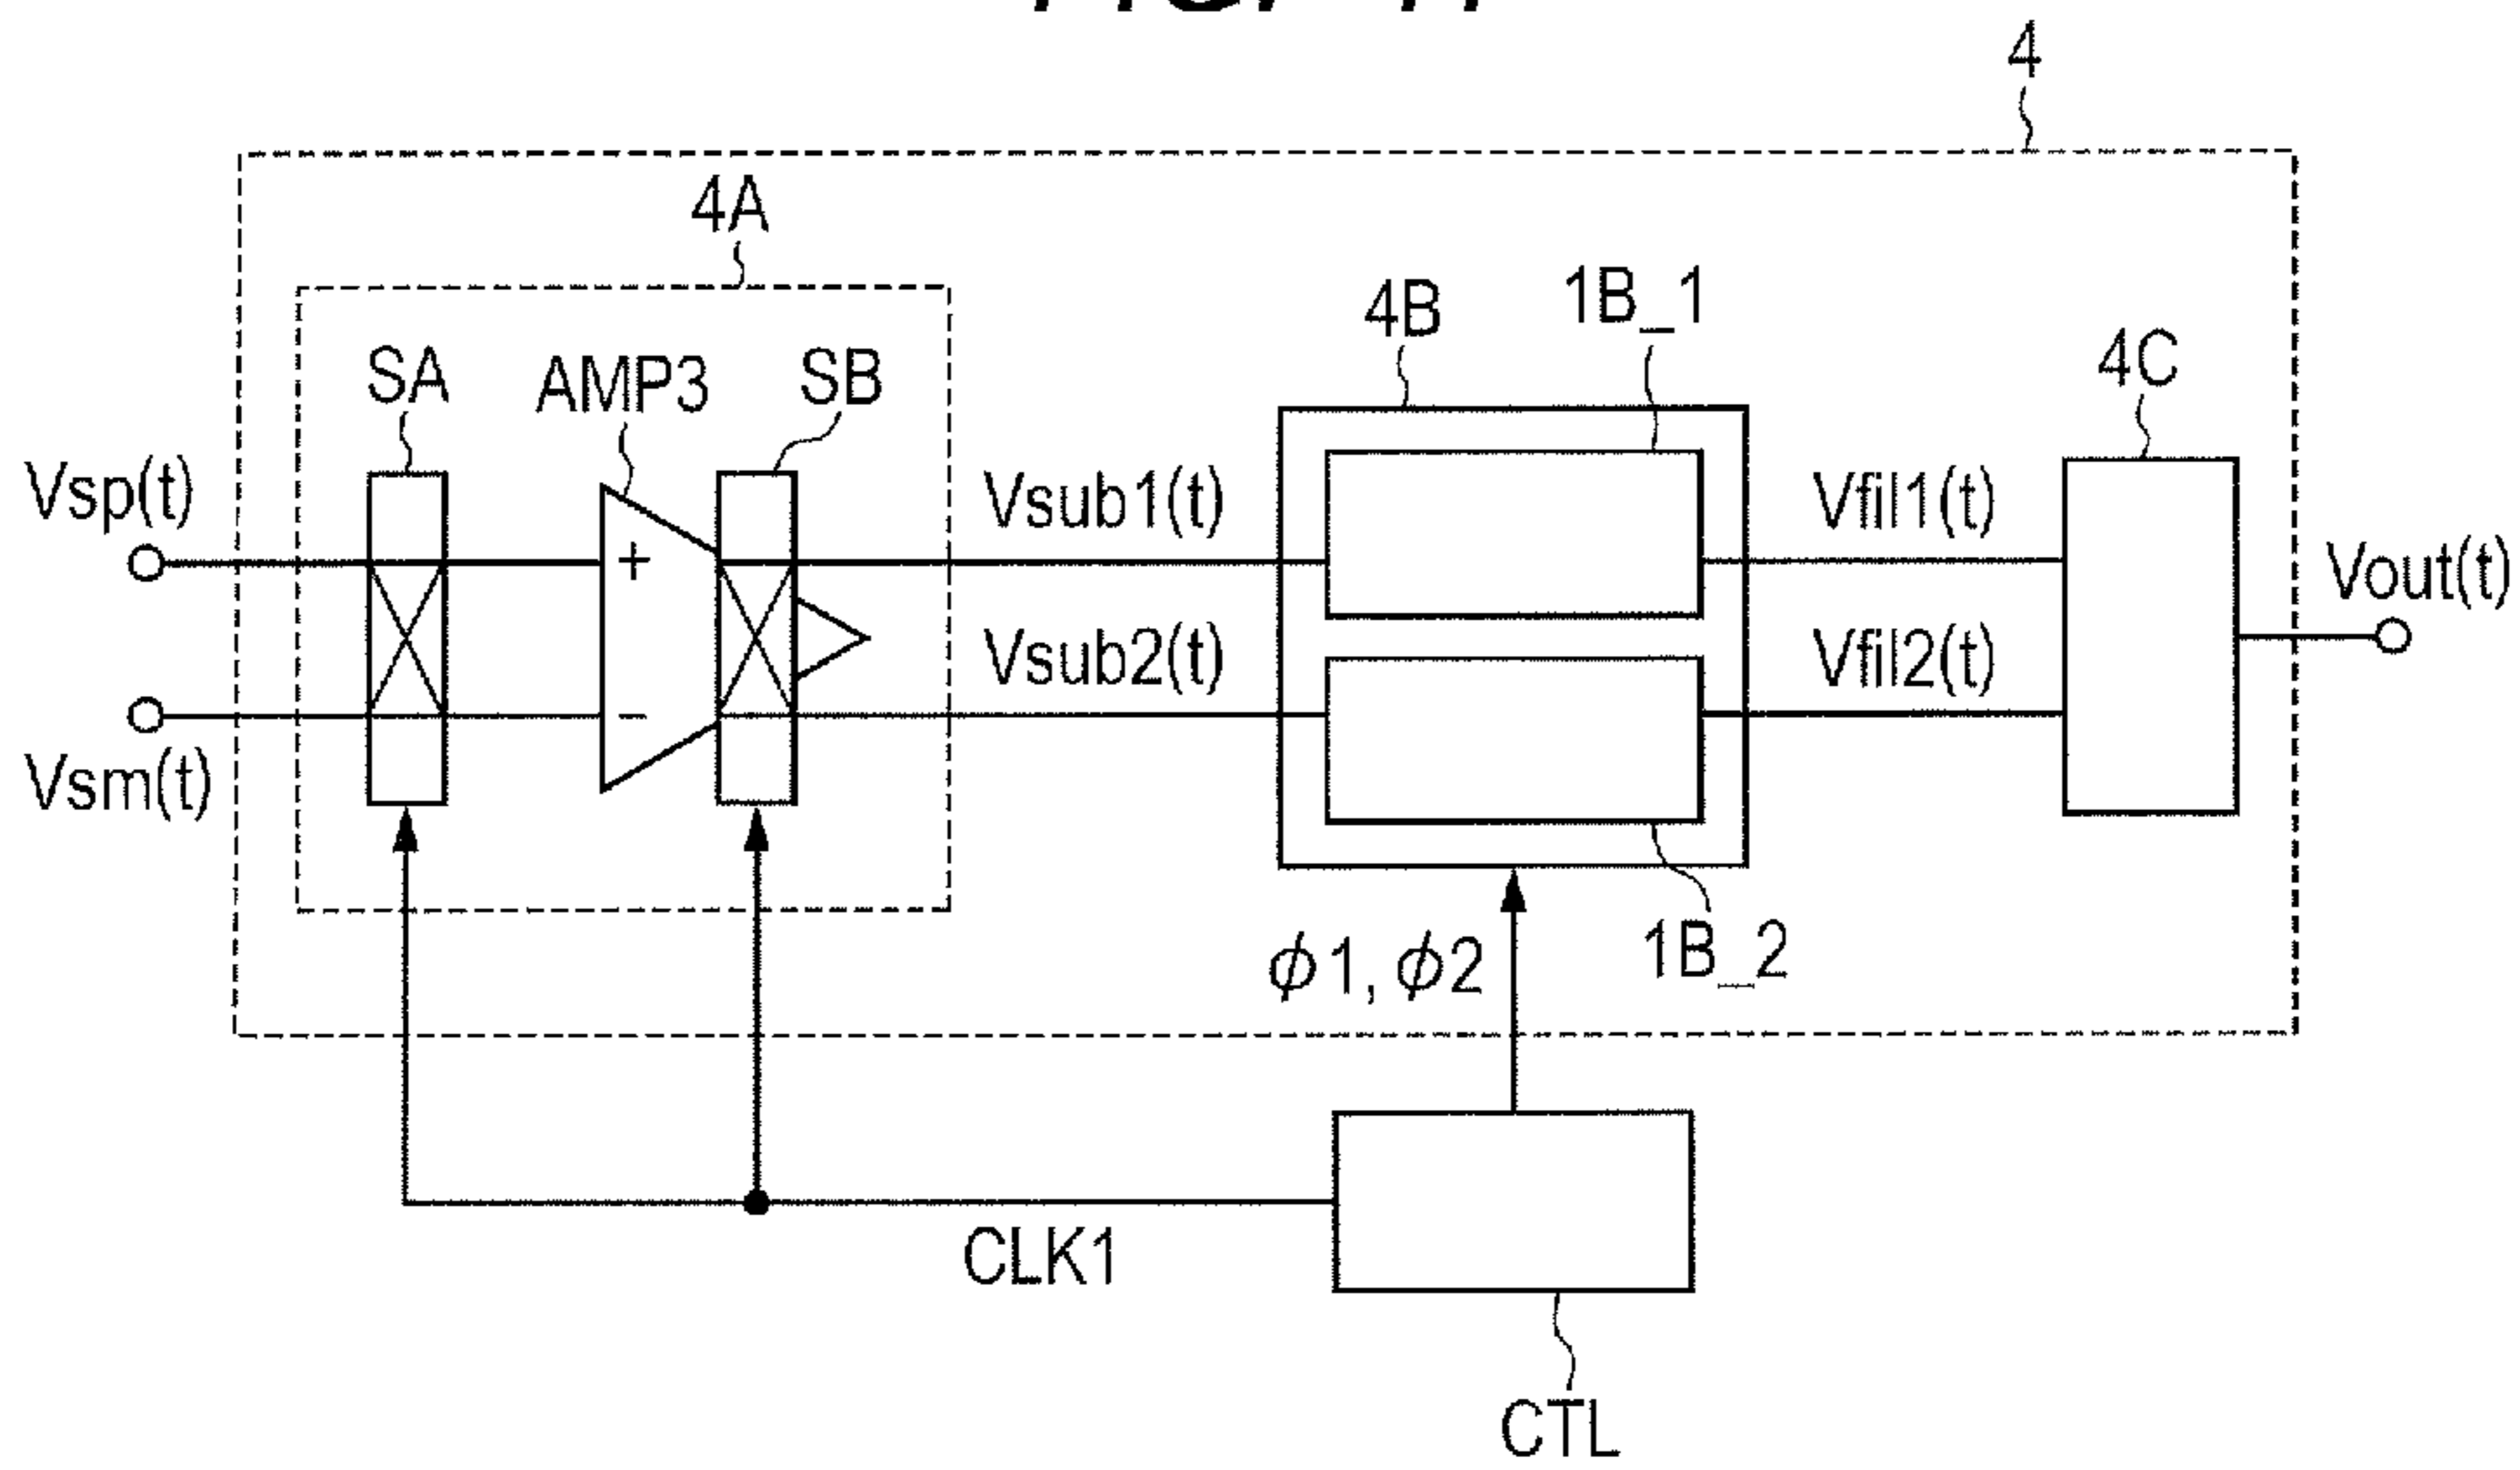 4
4A
4B
1B_1
4C
SA
AMP3
SB
Vsp(t)
Vsub1(t)
Vfil1(t)
+
Vout(t)
Vsub2(t)
Vfil2(t)
−
Vsm(t)
ϕ1, ϕ2
1B_2
CLK1
CTL